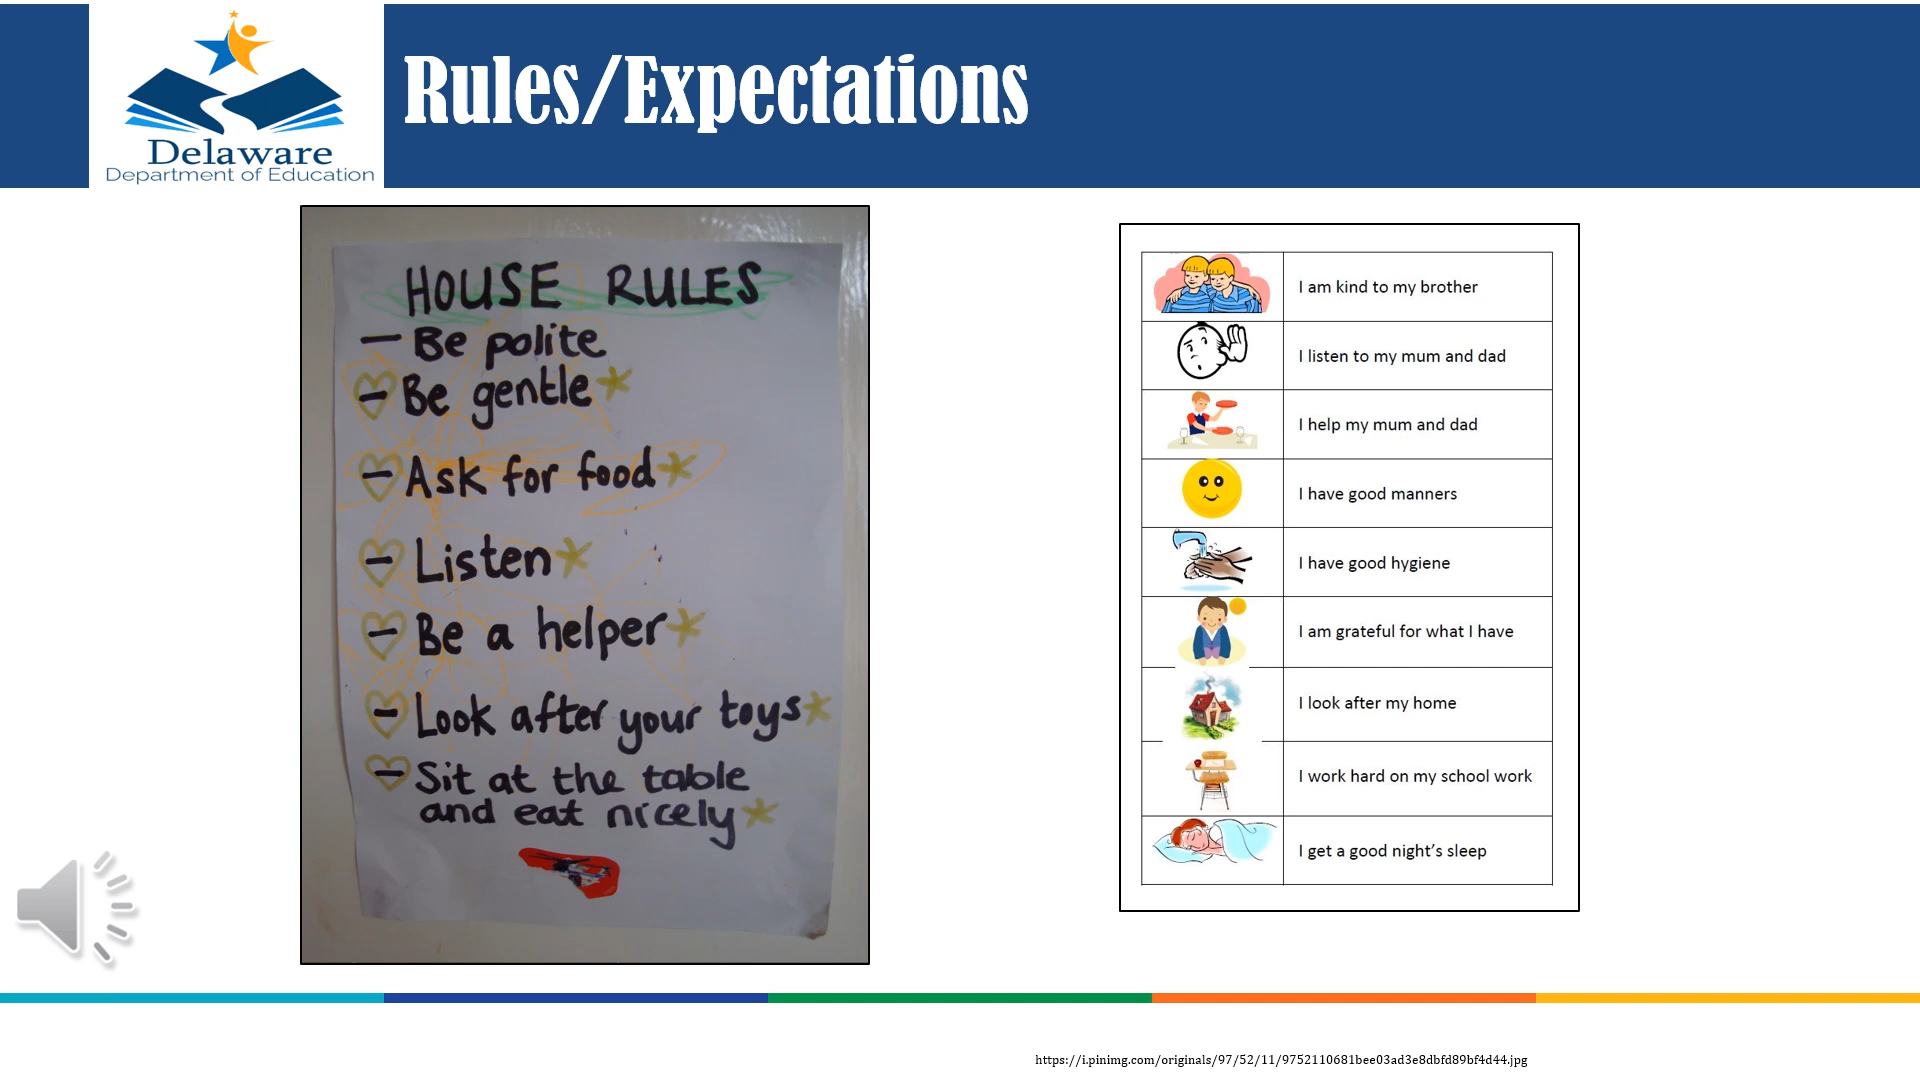 Delaware
Department of Education
Rules/Expectations
HOUSE RULES
- Be polite
- Be gentle
- Ask for food
- Listen
- Be a helper
- Look after your toys
- Sit at the table
and eat nicely
I am kind to my brother
I listen to my mum and dad
I help my mum and dad
I have good manners
I have good hygiene
I am grateful for what I have
I look after my home
I work hard on my school work
I get a good night's sleep
https://i.pinimg.com/originals/97/52/11/9752110681bee03ad3e8dbfd89bf4d44.jpg